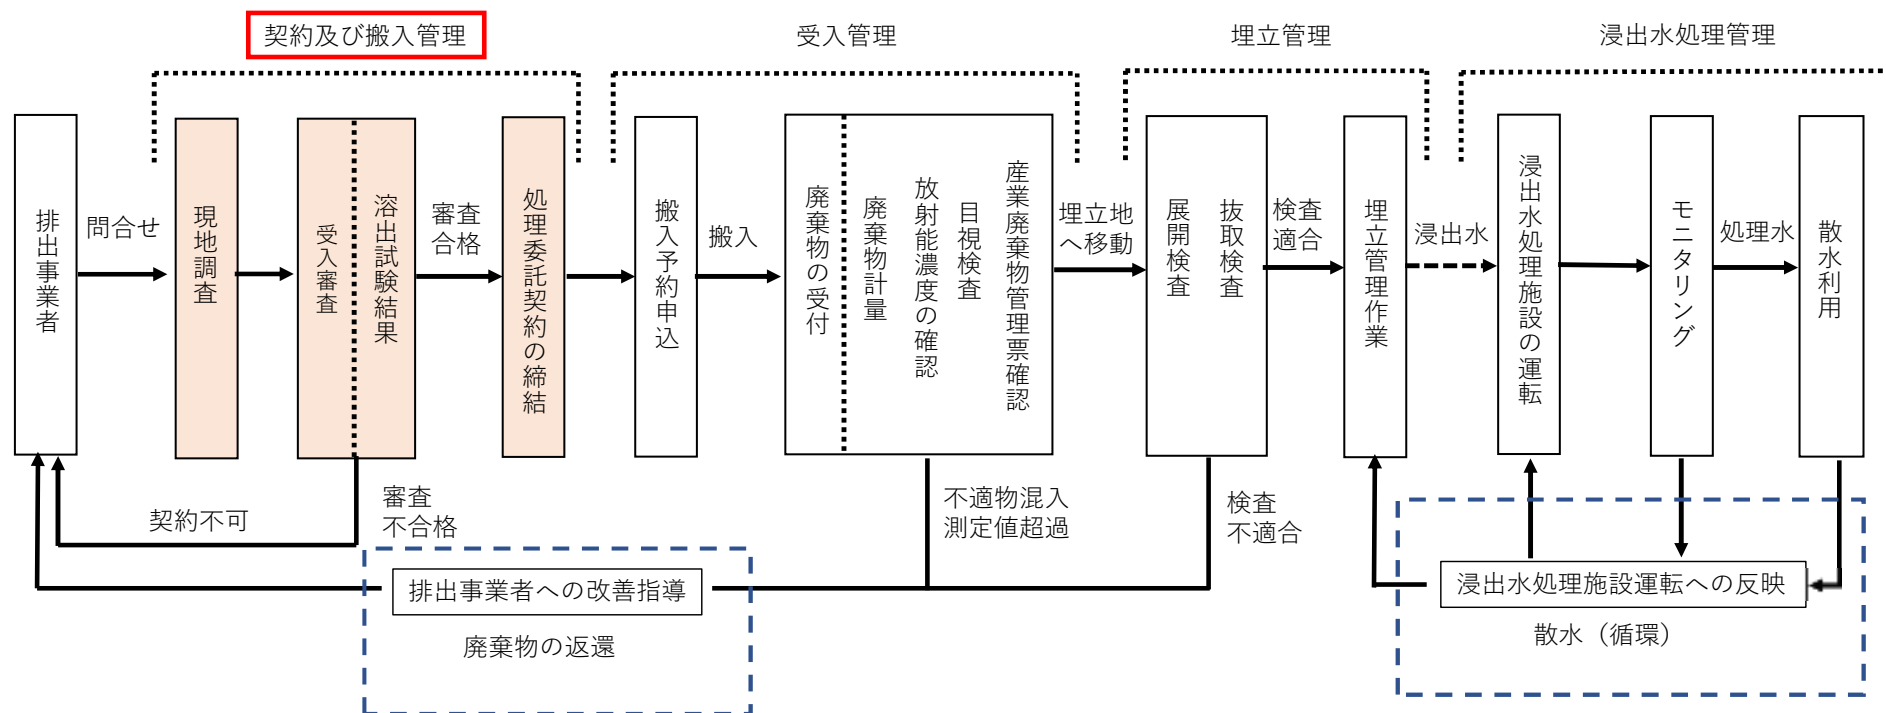 契約及び搬入管理
受入管理
埋立管理
浸出水処理管理
排出事業者
問合せ
現地調査
受入審査
溶出試験結果
審査
合格
処理委託契約の締結
搬入予約申込
搬入
廃棄物の受付
廃棄物計量
放射能濃度の確認
目視検査
産業廃棄物管理票確認
埋立地
へ移動
展開検査
抜取検査
検査
適合
埋立管理作業
浸出水
浸出水処理施設の運転
モニタリング
処理水
散水利用
契約不可
審査
不合格
不適物混入
測定値超過
検査
不適合
排出事業者への改善指導
廃棄物の返還
浸出水処理施設運転への反映
散水（循環）